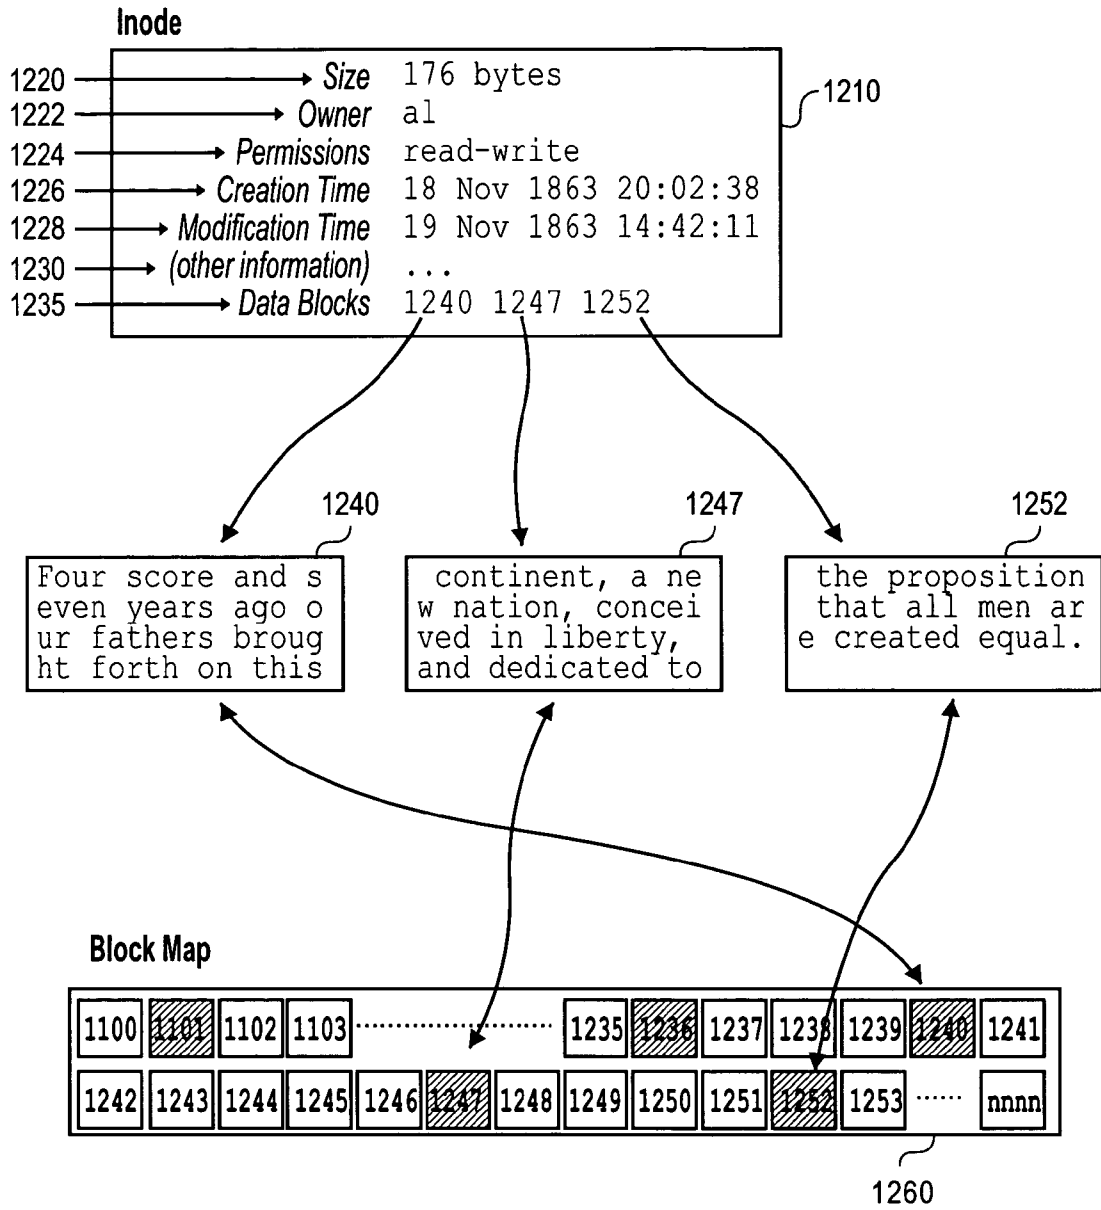 Inode
1220 Size 176 bytes
1210
1222 Owner al
1224 Permissions read-write
1226 Creation Time 18 Nov 1863 20:02:38
1228 Modification Time 19 Nov 1863 14:42:11
1230 (other information) ...
1235 Data Blocks 1240 1247 1252
1240
Four score and s
even years ago o
ur fathers broug
ht forth on this
1247
continent, a ne
w nation, concei
ved in liberty,
and dedicated to
1252
the proposition
that all men ar
e created equal.
Block Map
1100 1101 1102 1103 .................... 1235 1236 1237 1238 1239 1240 1241
1242 1243 1244 1245 1246 1247 1248 1249 1250 1251 1252 1253 ...... nnnn
1260